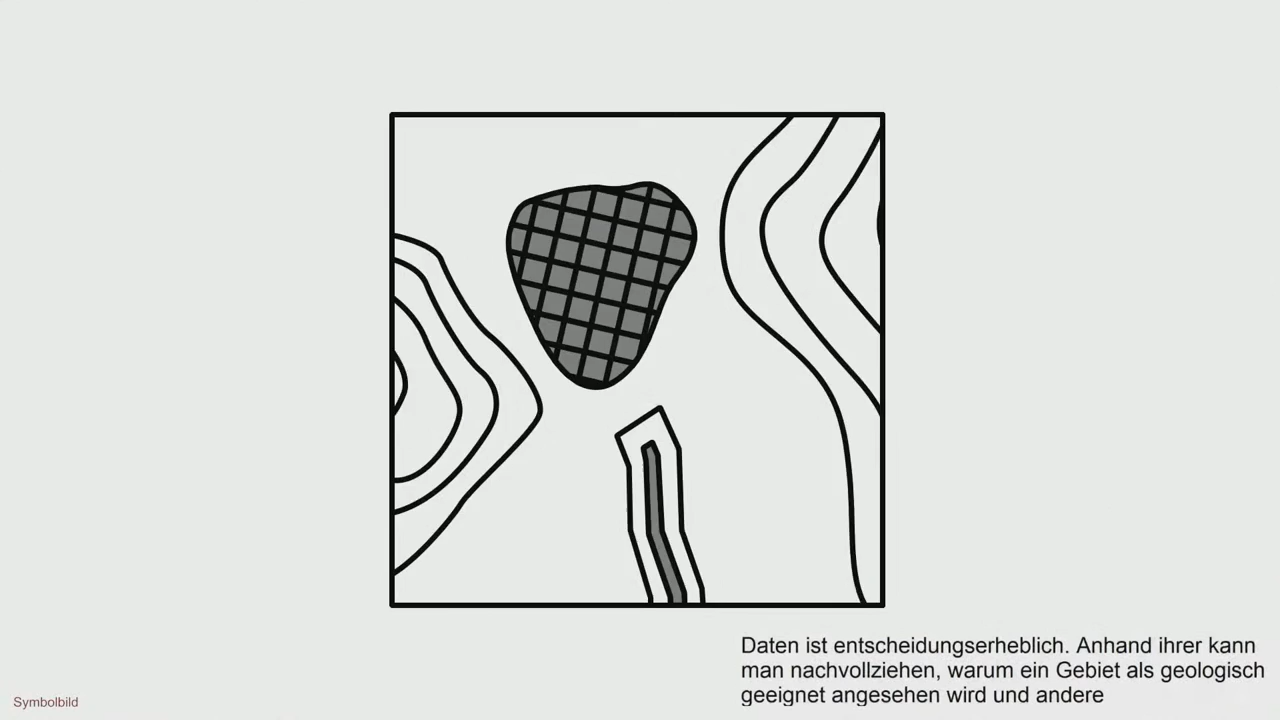 Daten ist entscheidungserheblich. Anhand ihrer kann
man nachvollziehen, warum ein Gebiet als geologisch
geeignet angesehen wird und andere
Symbolbild